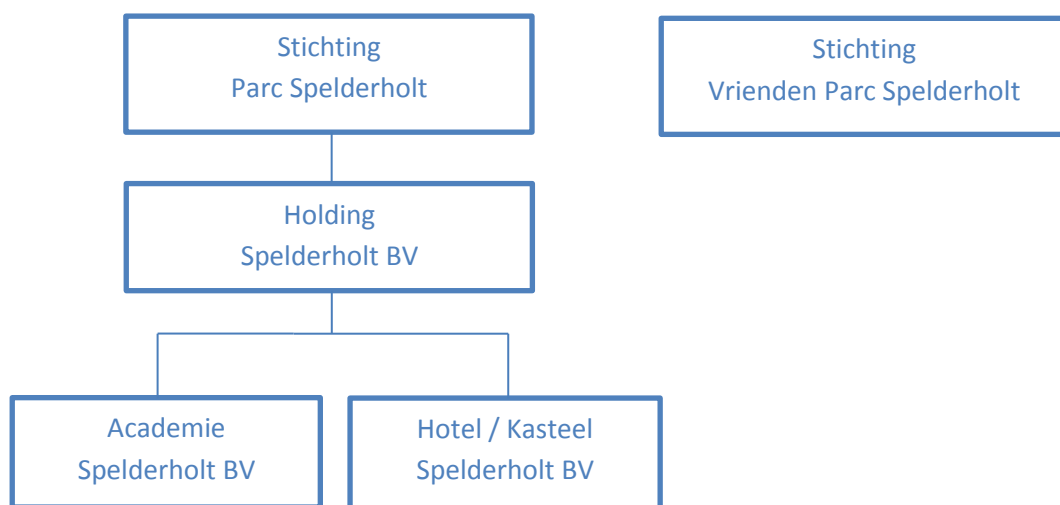 Stichting
Parc Spelderholt
Stichting
Vrienden Parc Spelderholt
Holding
Spelderholt BV
Academie
Spelderholt BV
Hotel / Kasteel
Spelderholt BV